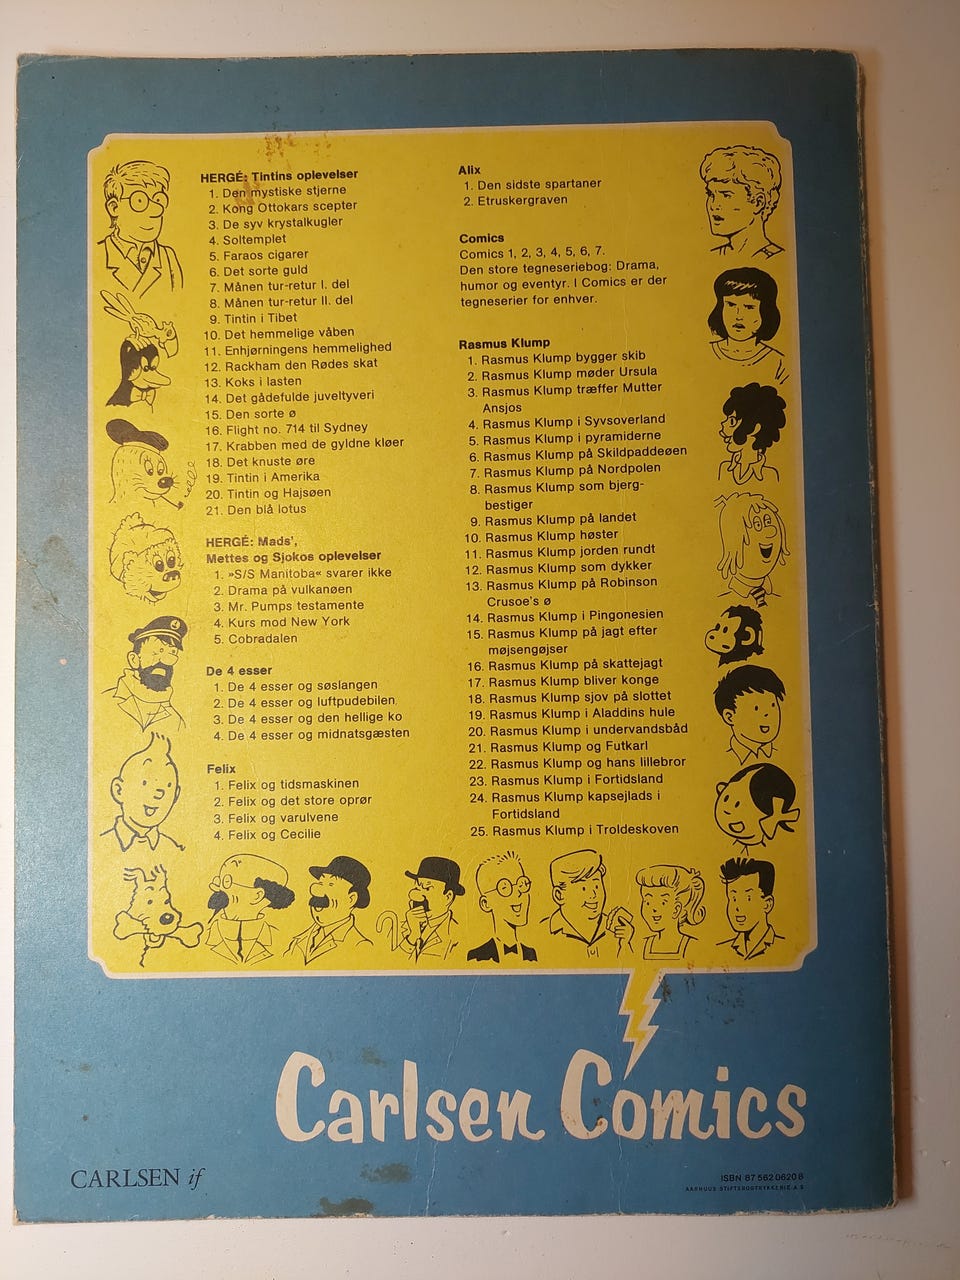 HERGÉ: Tintins oplevelser
1. Den mystiske stjerne
2. Kong Ottokars scepter
3. De syv krystalkugler
4. Soltemplet
5. Faraos cigarer
6. Det sorte guld
7. Månen tur-retur I. del
8. Månen tur-retur II. del
9. Tintin i Tibet
10. Det hemmelige våben
11. Enhjørningens hemmelighed
12. Rackham den Rødes skat
13. Koks i lasten
14. Det gådefulde juveltyveri
15. Den sorte ø
16. Flight no. 714 til Sydney
17. Krabben med de gyldne kløer
18. Det knuste øre
19. Tintin i Amerika
20. Tintin og Hajsøen
21. Den blå lotus
HERGÉ: Mads',
Mettes og Sjokos oplevelser
1. »S/S Manitoba« svarer ikke
2. Drama på vulkanøen
3. Mr. Pumps testamente
4. Kurs mod New York
5. Cobradalen
De 4 esser
1. De 4 esser og søslangen
2. De 4 esser og luftpudebilen
3. De 4 esser og den hellige ko
4. De 4 esser og midnatsgæsten
Felix
1. Felix og tidsmaskinen
2. Felix og det store oprør
3. Felix og varulvene
4. Felix og Cecilie
Alix
1. Den sidste spartaner
2. Etruskergraven
Comics
Comics 1, 2, 3, 4, 5, 6, 7.
Den store tegneseriebog: Drama,
humor og eventyr. I Comics er der
tegneserier for enhver.
Rasmus Klump
1. Rasmus Klump bygger skib
2. Rasmus Klump møder Ursula
3. Rasmus Klump træffer Mutter
Ansjos
4. Rasmus Klump i Syvsoverland
5. Rasmus Klump i pyramiderne
6. Rasmus Klump på Skildpaddeøen
7. Rasmus Klump på Nordpolen
8. Rasmus Klump som bjerg-
bestiger
9. Rasmus Klump på landet
10. Rasmus Klump høster
11. Rasmus Klump jorden rundt
12. Rasmus Klump som dykker
13. Rasmus Klump på Robinson
Crusoe's ø
14. Rasmus Klump i Pingonesien
15. Rasmus Klump på jagt efter
møjsengøjser
16. Rasmus Klump på skattejagt
17. Rasmus Klump bliver konge
18. Rasmus Klump sjov på slottet
19. Rasmus Klump i Aladdins hule
20. Rasmus Klump i undervandsbåd
21. Rasmus Klump og Futkarl
22. Rasmus Klump og hans lillebror
23. Rasmus Klump i Fortidsland
24. Rasmus Klump kapsejlads i
Fortidsland
25. Rasmus Klump i Troldeskoven
Carlsen Comics
CARLSEN if
ISBN 87 562 0620 8
AARHUUS STIFTSBOGTRYKKERIE A S